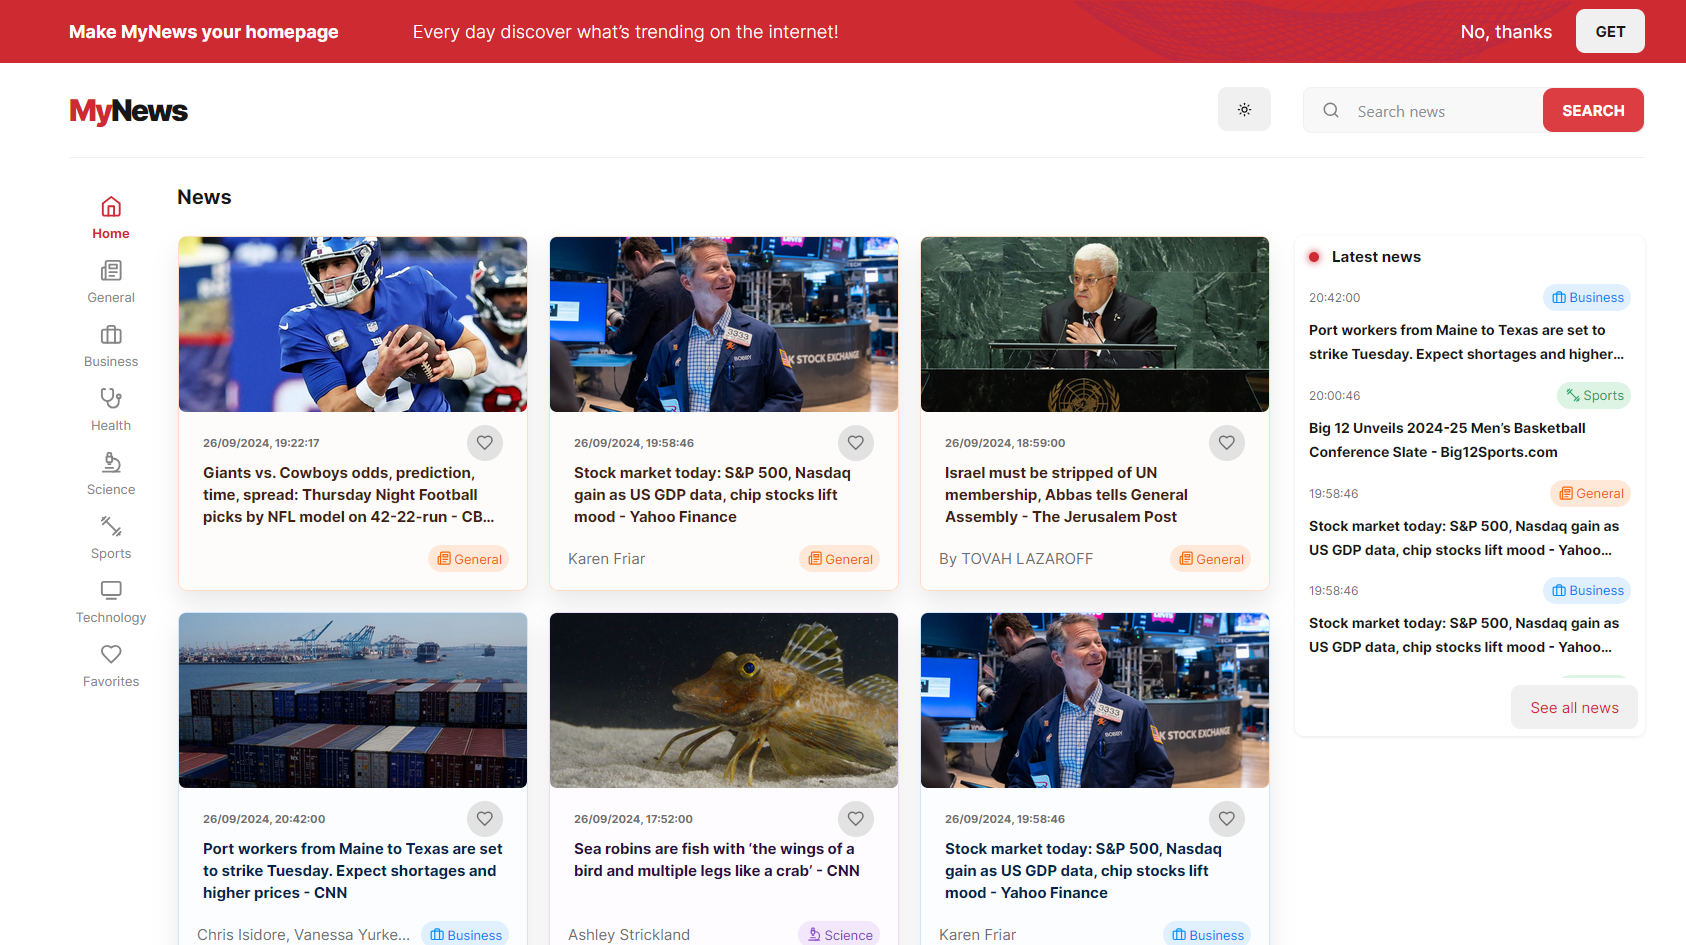 Make MyNews your homepage
Every day discover what's trending on the internet!
No, thanks
GET
MyNews
Search news
SEARCH
Home
General
Business
Health
Science
Sports
Technology
Favorites
News
26/09/2024, 19:22:17
Giants vs. Cowboys odds, prediction,
time, spread: Thursday Night Football
picks by NFL model on 42-22-run - CB...
General
3333
BOBBY
K STOCK EXCHANGE
26/09/2024, 19:58:46
Stock market today: S&P 500, Nasdaq
gain as US GDP data, chip stocks lift
mood - Yahoo Finance
Karen Friar
General
26/09/2024, 18:59:00
Israel must be stripped of UN
membership, Abbas tells General
Assembly - The Jerusalem Post
By TOVAH LAZAROFF
General
26/09/2024, 20:42:00
Port workers from Maine to Texas are set
to strike Tuesday. Expect shortages and
higher prices - CNN
Chris Isidore, Vanessa Yurke...
Business
26/09/2024, 17:52:00
Sea robins are fish with ‘the wings of a
bird and multiple legs like a crab’ - CNN
Ashley Strickland
Science
3333
BOBBY
K STOCK EXCHANGE
26/09/2024, 19:58:46
Stock market today: S&P 500, Nasdaq
gain as US GDP data, chip stocks lift
mood - Yahoo Finance
Karen Friar
Business
Latest news
20:42:00
Business
Port workers from Maine to Texas are set to
strike Tuesday. Expect shortages and higher...
20:00:46
Sports
Big 12 Unveils 2024-25 Men’s Basketball
Conference Slate - Big12Sports.com
19:58:46
General
Stock market today: S&P 500, Nasdaq gain as
US GDP data, chip stocks lift mood - Yahoo...
19:58:46
Business
Stock market today: S&P 500, Nasdaq gain as
US GDP data, chip stocks lift mood - Yahoo...
See all news